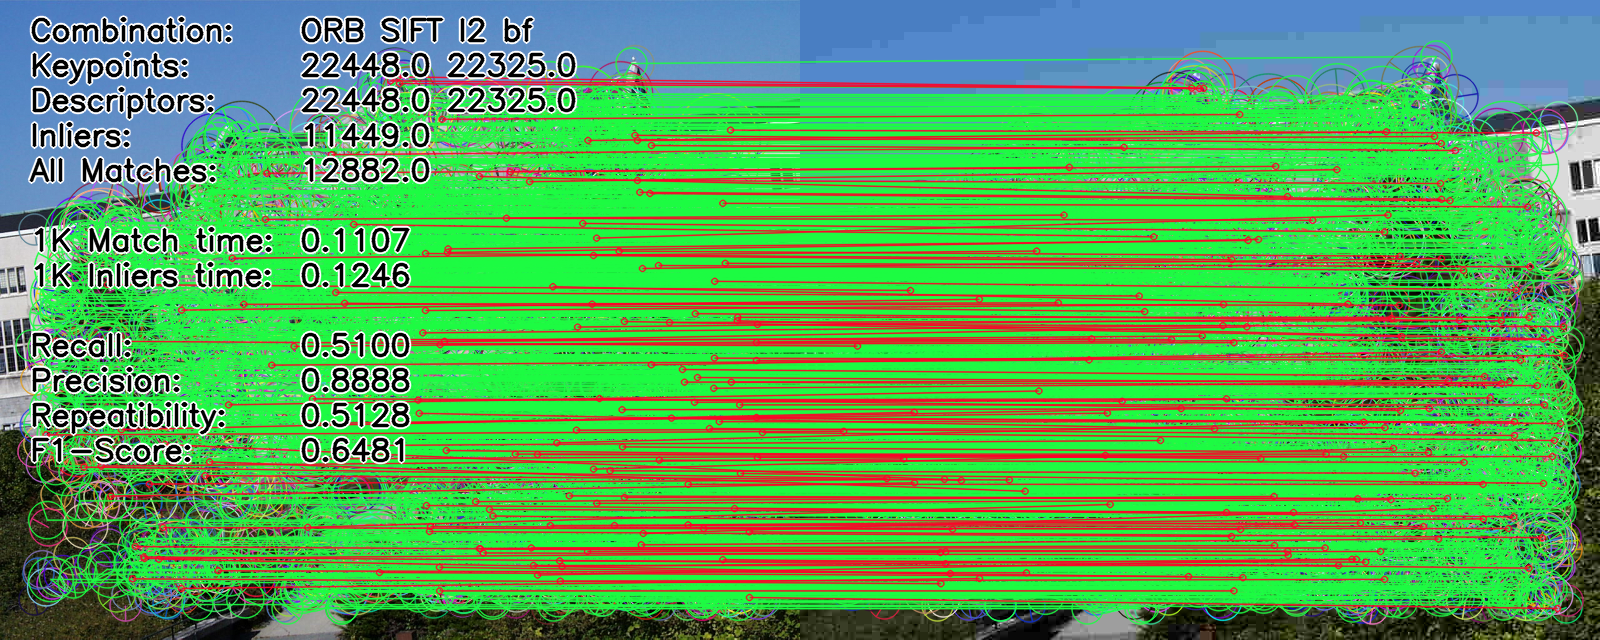 Combination: ORB SIFT l2 bf
Keypoints: 22448.0 22325.0
Descriptors: 22448.0 22325.0
Inliers: 11449.0
All Matches: 12882.0
1K Match time: 0.1107
1K Inliers time: 0.1246
Recall: 0.5100
Precision: 0.8888
Repeatibility: 0.5128
F1-Score: 0.6481